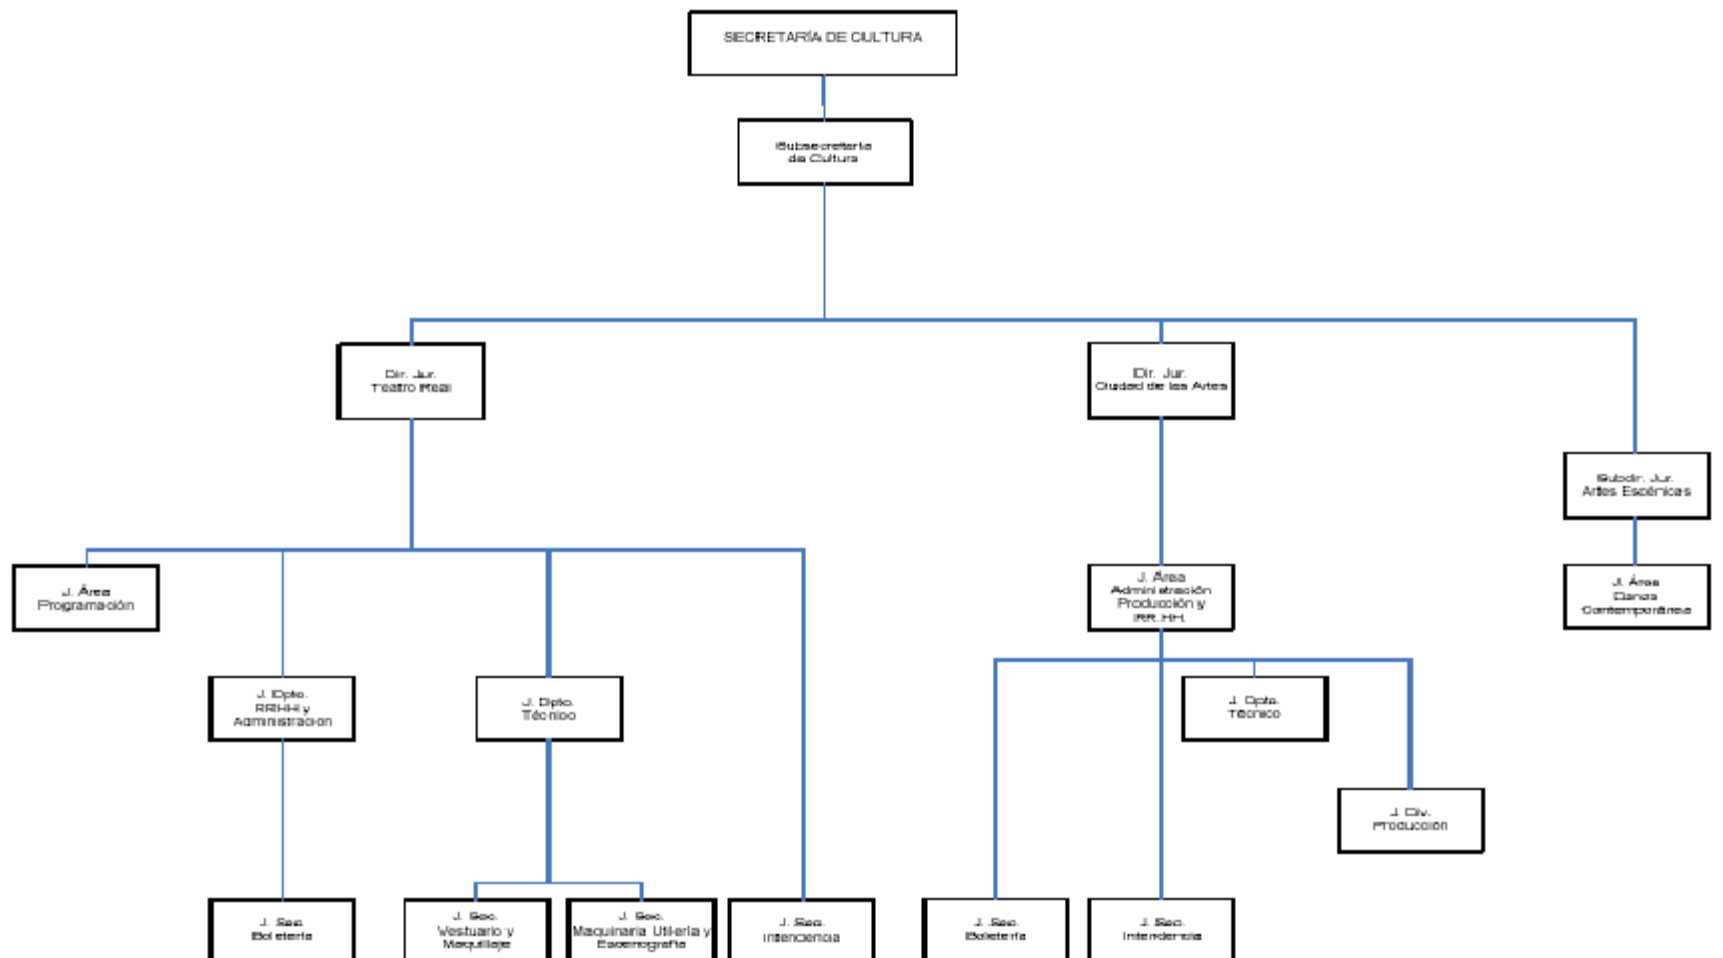 SECRETARÍA DE CULTURA
Subsecretaría
de Cultura
Dir. Jur.
Teatro Real
Dir. Jur.
Ciudad de las Artes
Subdir. Jur.
Artes Escénicas
J. Área
Programación
J. Área
Administración
Producción y
RR.HH.
J. Área
Danza
Contemporánea
J. Dpto.
RRHH y
Administración
J. Dpto.
Técnico
J. Dpto.
Técnico
J. Div.
Producción
J. Sec.
Boletería
J. Sec.
Vestuario y
Maquillaje
J. Sec.
Maquinaria Utilería y
Escenografía
J. Sec.
Intendencia
J. Sec.
Boletería
J. Sec.
Intendencia